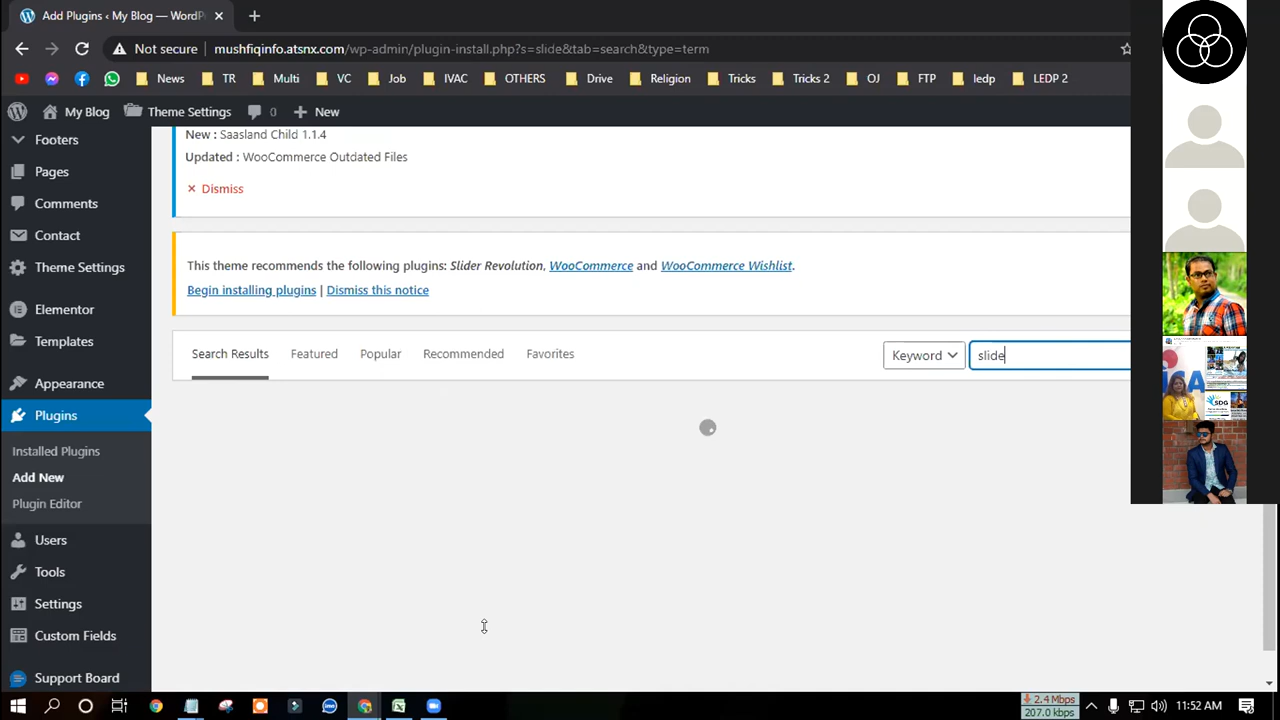 Add Plugins ‹ My Blog — WordP
Not secure
mushfiqinfo.atsnx.com/wp-admin/plugin-install.php?s=slide&tab=search&type=term
News
TR
Multi
VC
Job
IVAC
OTHERS
Drive
Religion
Tricks
Tricks 2
OJ
FTP
ledp
LEDP 2
My Blog
Theme Settings
0
New
Footers
Pages
Comments
Contact
Theme Settings
Elementor
Templates
Appearance
Plugins
Installed Plugins
Add New
Plugin Editor
Users
Tools
Settings
Custom Fields
Support Board
New : Saasland Child 1.1.4
Updated : WooCommerce Outdated Files
× Dismiss
This theme recommends the following plugins: Slider Revolution, WooCommerce and WooCommerce Wishlist.
Begin installing plugins | Dismiss this notice
Search Results
Featured
Popular
Recommended
Favorites
Keyword
slide
SDG
2.4 Mbps
207.0 kbps
11:52 AM